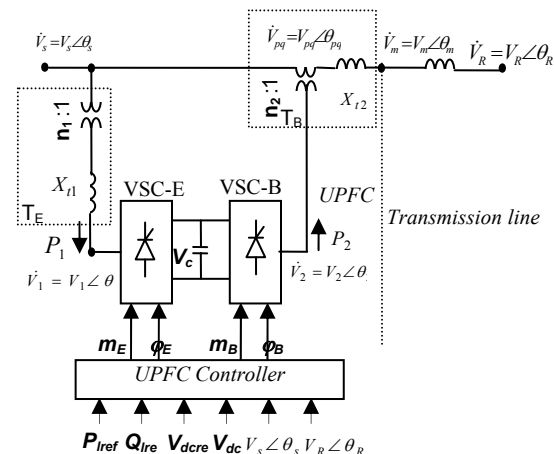 V̇s=Vs∠θs
V̇pq=Vpq∠θpq
V̇m=Vm∠θm
V̇R=VR∠θR
n1:1
n2:1
TB
Xt2
Xt1
TE
VSC-E
VSC-B
UPFC
Transmission line
P1
Vc
P2
V̇1 = V1∠θ
V̇2 = V2∠θ
mE
φE
mB
φB
UPFC Controller
PIref QIre Vdcre Vdc Vs∠θs VR∠θR